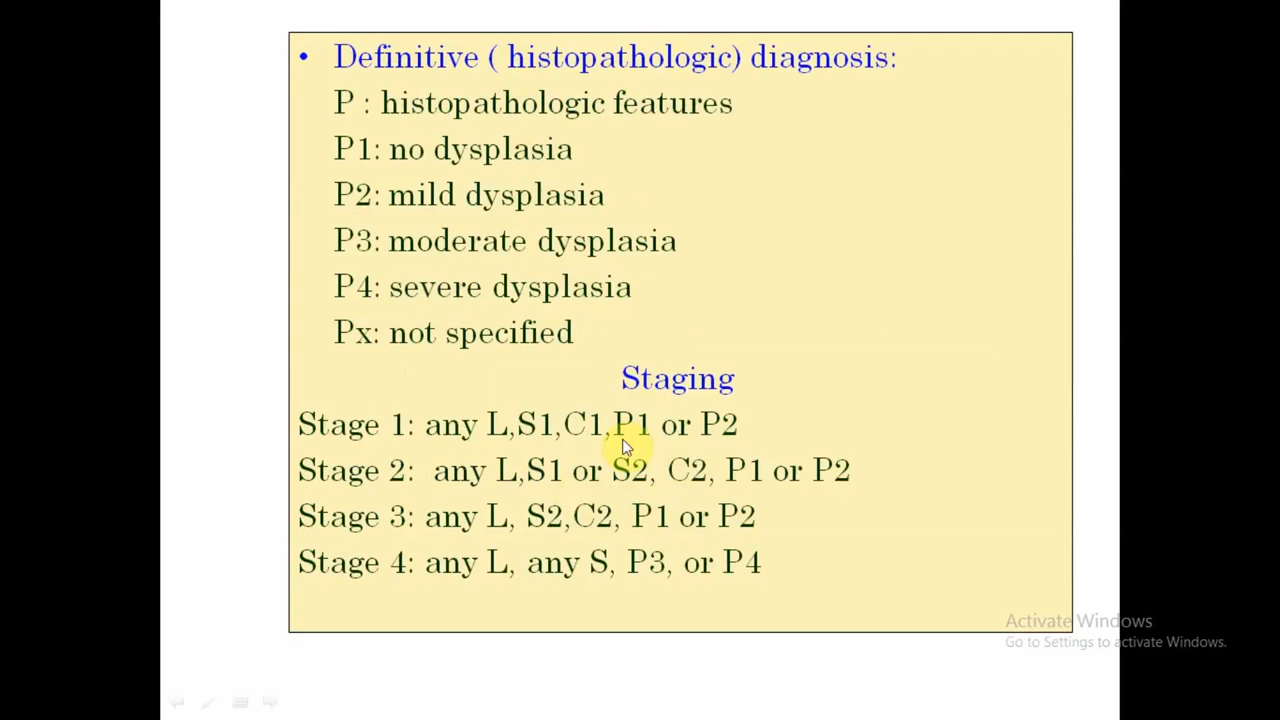 • Definitive ( histopathologic) diagnosis:
P : histopathologic features
P1: no dysplasia
P2: mild dysplasia
P3: moderate dysplasia
P4: severe dysplasia
Px: not specified
Staging
Stage 1: any L,S1,C1,P1 or P2
Stage 2: any L,S1 or S2, C2, P1 or P2
Stage 3: any L, S2,C2, P1 or P2
Stage 4: any L, any S, P3, or P4
Activate Windows
Go to Settings to activate Windows.